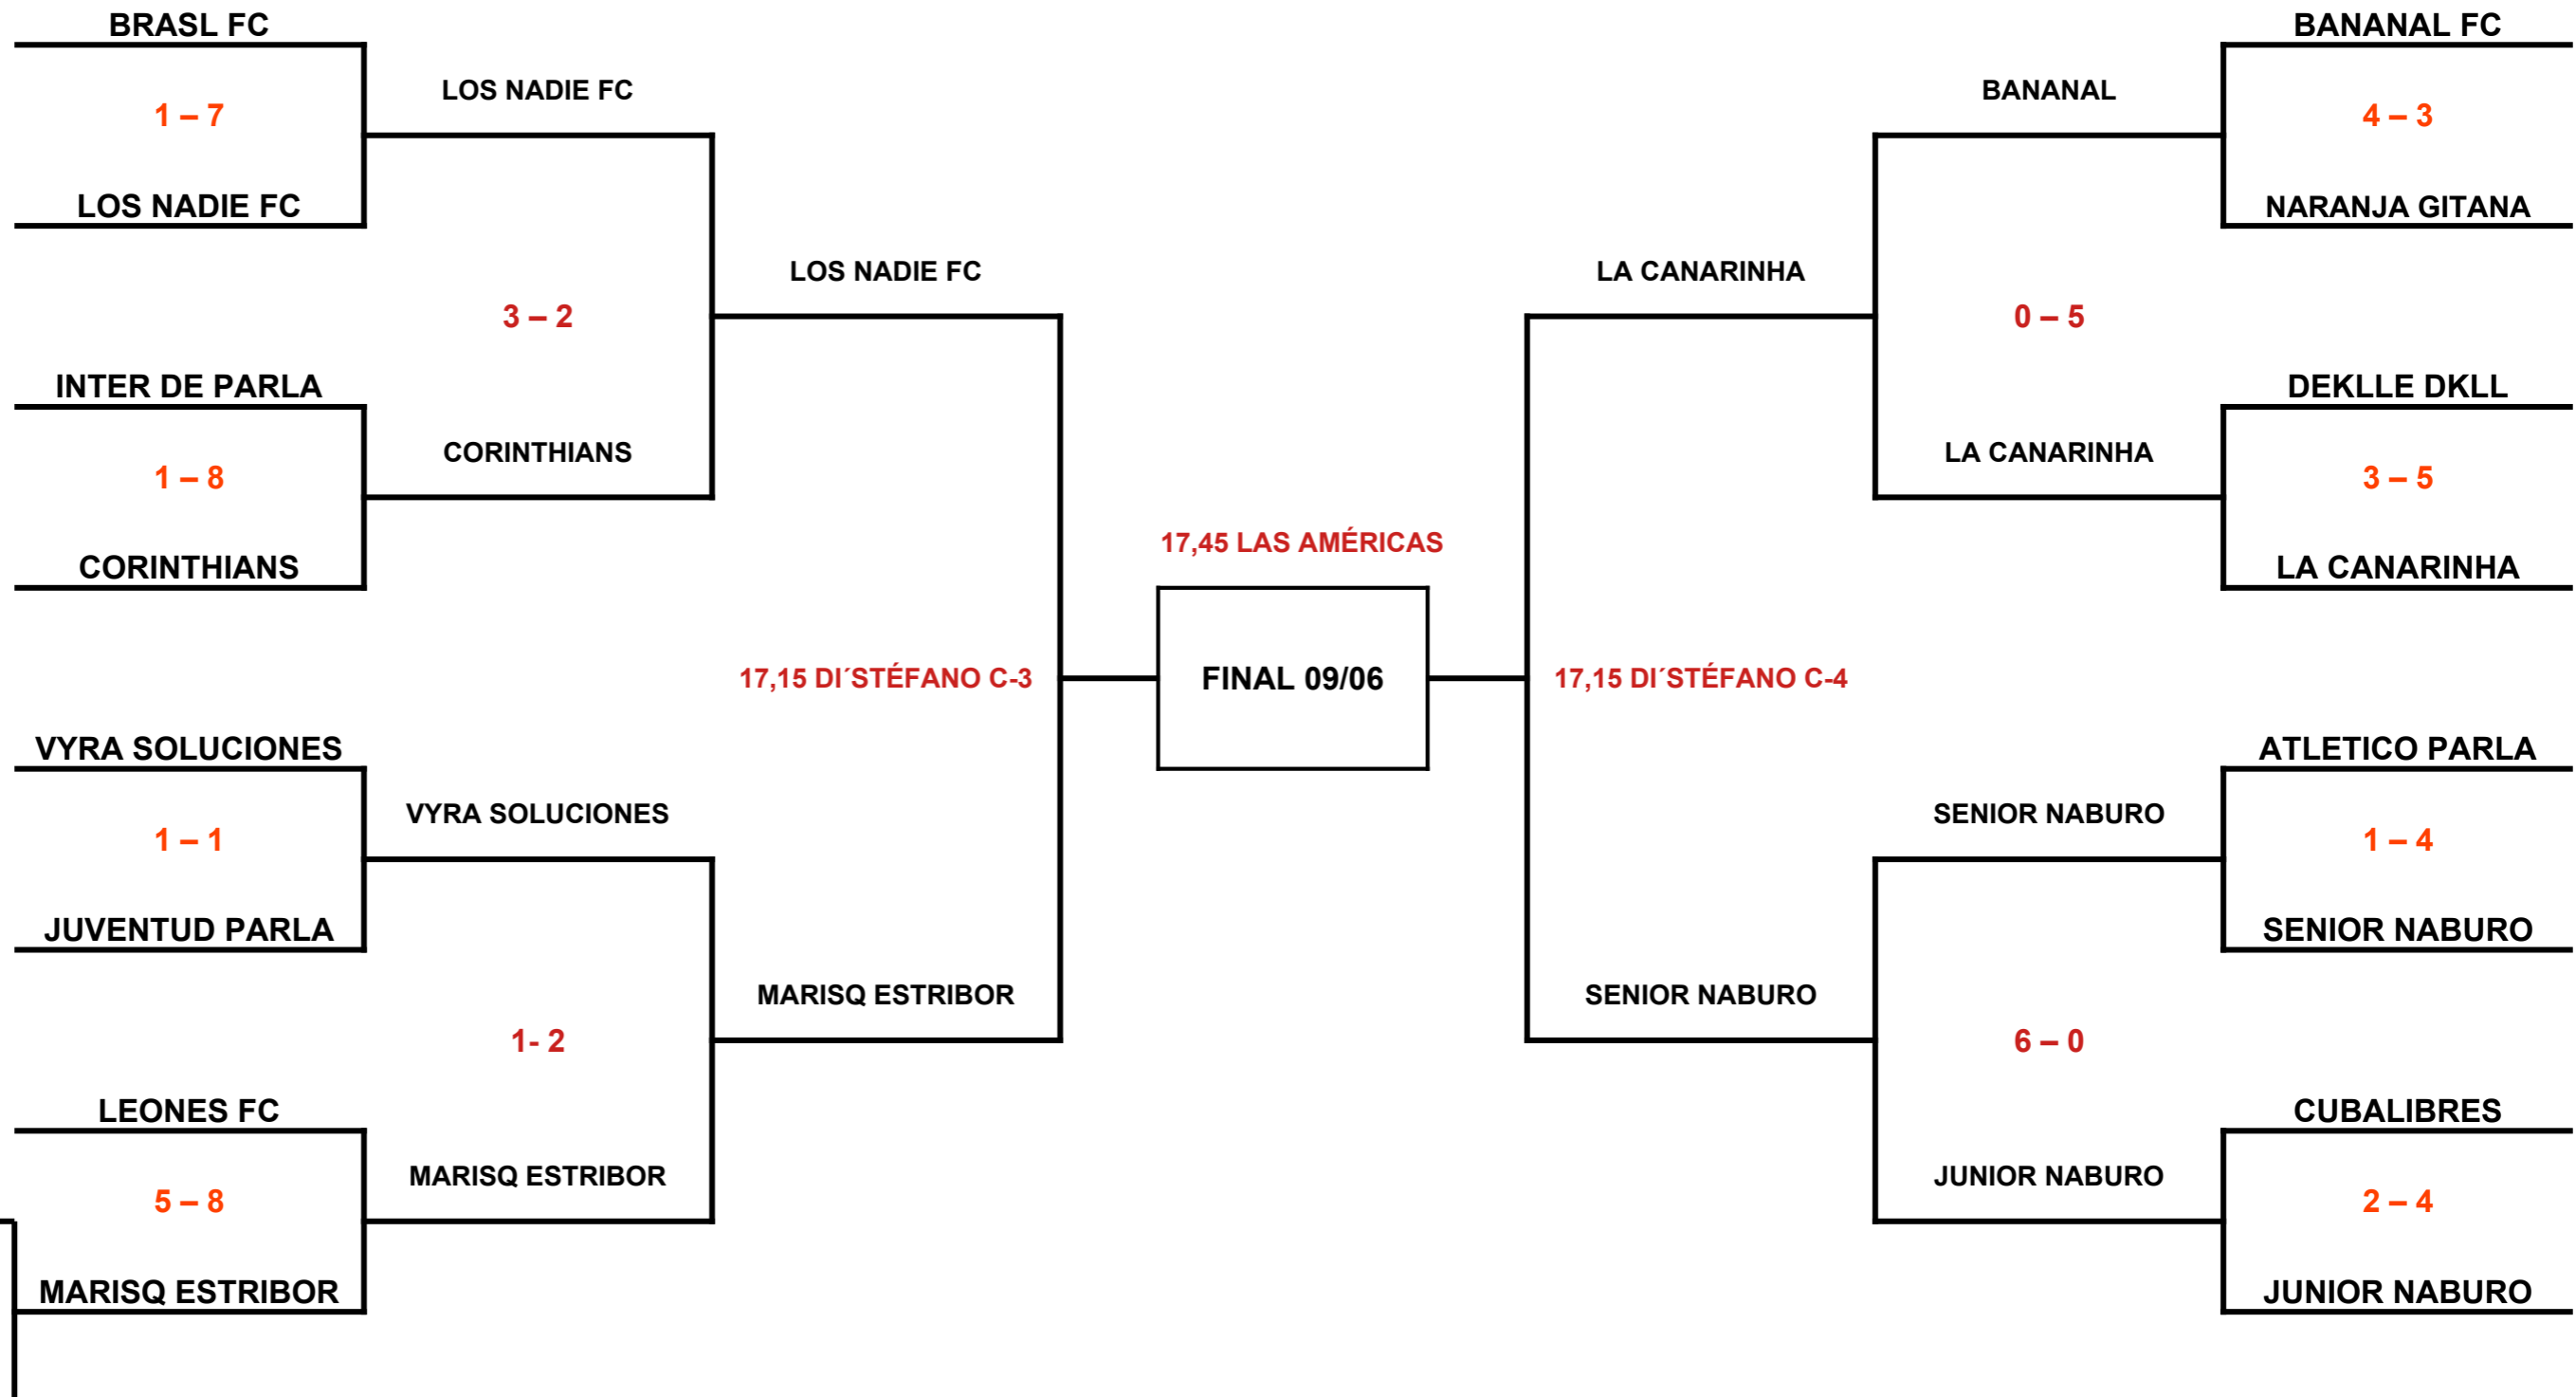 BRASL FC
BANANAL FC
LOS NADIE FC
BANANAL
1 – 7
4 – 3
LOS NADIE FC
NARANJA GITANA
LOS NADIE FC
LA CANARINHA
3 – 2
0 – 5
INTER DE PARLA
DEKLLE DKLL
CORINTHIANS
LA CANARINHA
1 – 8
3 – 5
17,45 LAS AMÉRICAS
CORINTHIANS
LA CANARINHA
17,15 DI´STÉFANO C-3
FINAL 09/06
17,15 DI´STÉFANO C-4
VYRA SOLUCIONES
ATLETICO PARLA
VYRA SOLUCIONES
SENIOR NABURO
1 – 1
1 – 4
JUVENTUD PARLA
SENIOR NABURO
MARISQ ESTRIBOR
SENIOR NABURO
1- 2
6 – 0
LEONES FC
CUBALIBRES
MARISQ ESTRIBOR
JUNIOR NABURO
5 – 8
2 – 4
MARISQ ESTRIBOR
JUNIOR NABURO